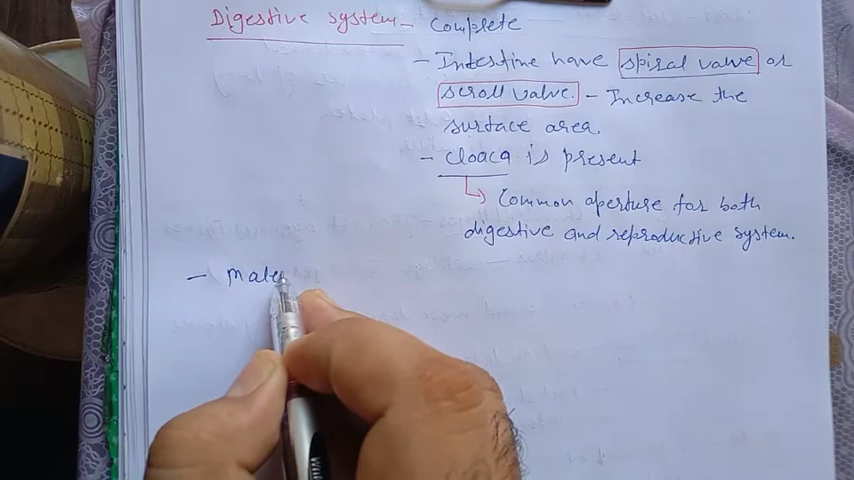 Digestive system - Complete
- Intestine have spiral valve or
scroll valve. - Increase the
surface area.
- Cloaca is present
Common aperture for both
digestive and reproductive system.
- Male